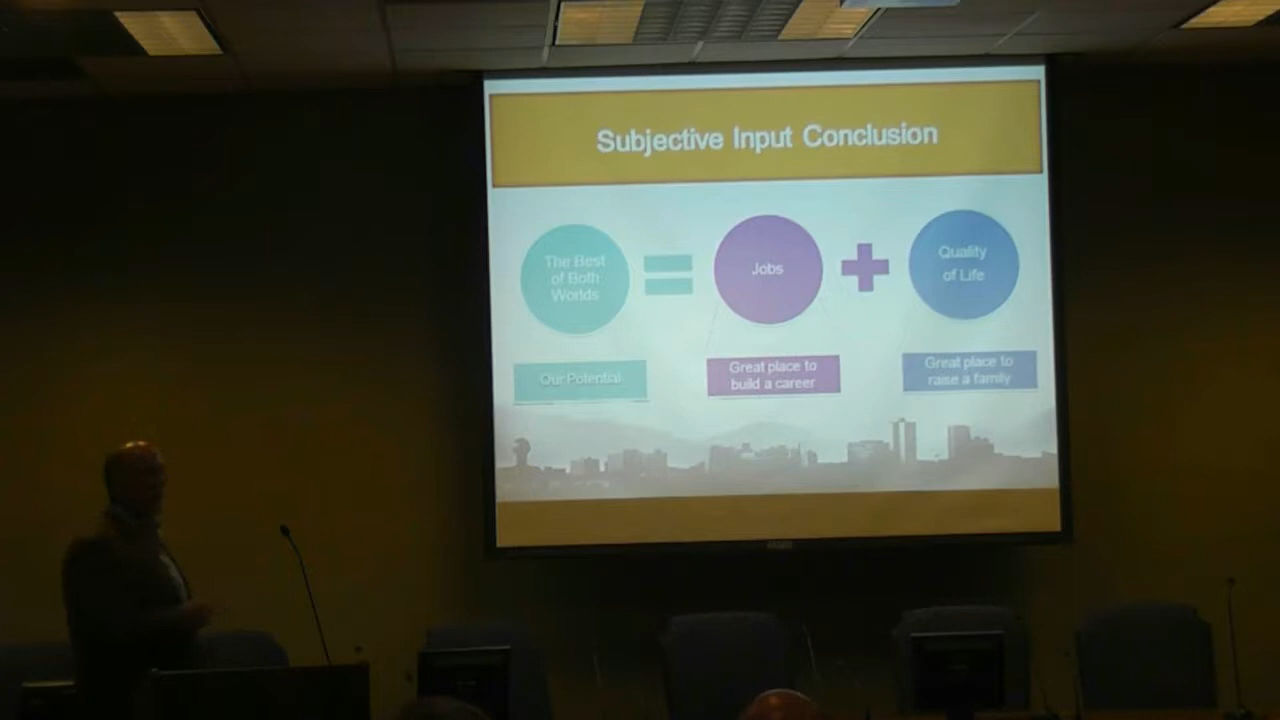 Subjective Input Conclusion
The Best
of Both
Worlds
Jobs
Quality
of Life
Our Potential
Great place to
build a career
Great place to
raise a family